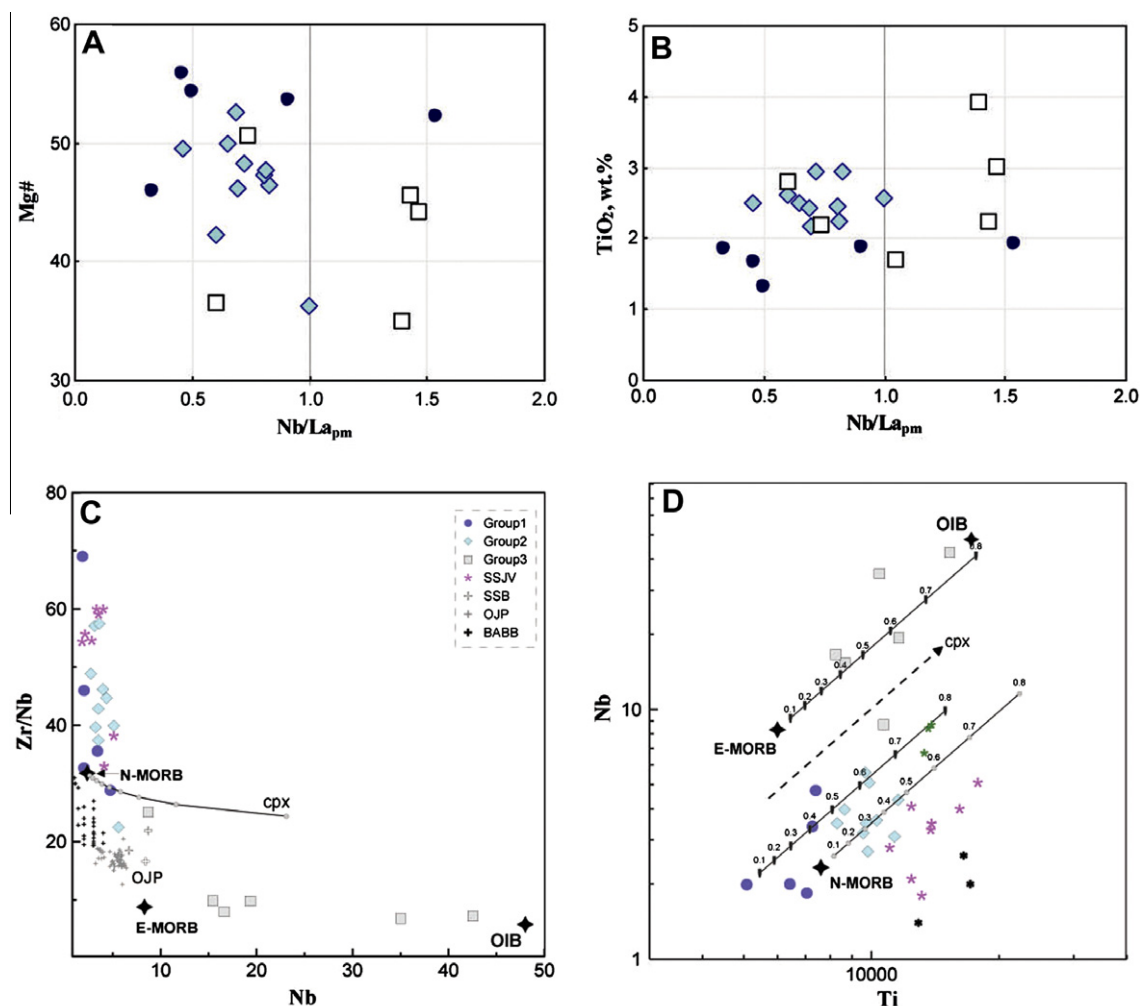 A
60
50
40
30
Mg#
0.0 0.5 1.0 1.5 2.0
Nb/Lapm
B
5
4
3
2
1
0
TiO2, wt.%
0.0 0.5 1.0 1.5 2.0
Nb/Lapm
C
80
60
40
20
Zr/Nb
Group1
Group2
Group3
SSJV
SSB
OJP
BABB
N-MORB
cpx
OJP
E-MORB
OIB
10 20 30 40 50
Nb
D
OIB
0.8
0.7
0.6
0.5
0.4
0.3
0.2
0.1
E-MORB
cpx
0.8
0.7
0.6
0.5
0.4
0.3
0.2
0.1
0.8
0.7
0.6
0.5
0.4
0.3
0.2
0.1
N-MORB
10
1
Nb
10000
Ti